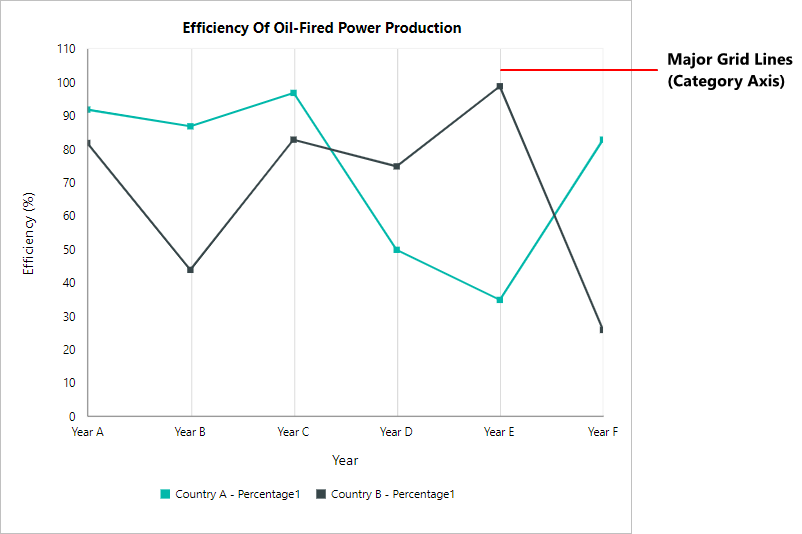 Efficiency Of Oil-Fired Power Production
Major Grid Lines
(Category Axis)
110
100
90
80
70
60
50
40
30
20
10
0
Efficiency (%)
Year A Year B Year C Year D Year E Year F
Year
Country A - Percentage1 Country B - Percentage1